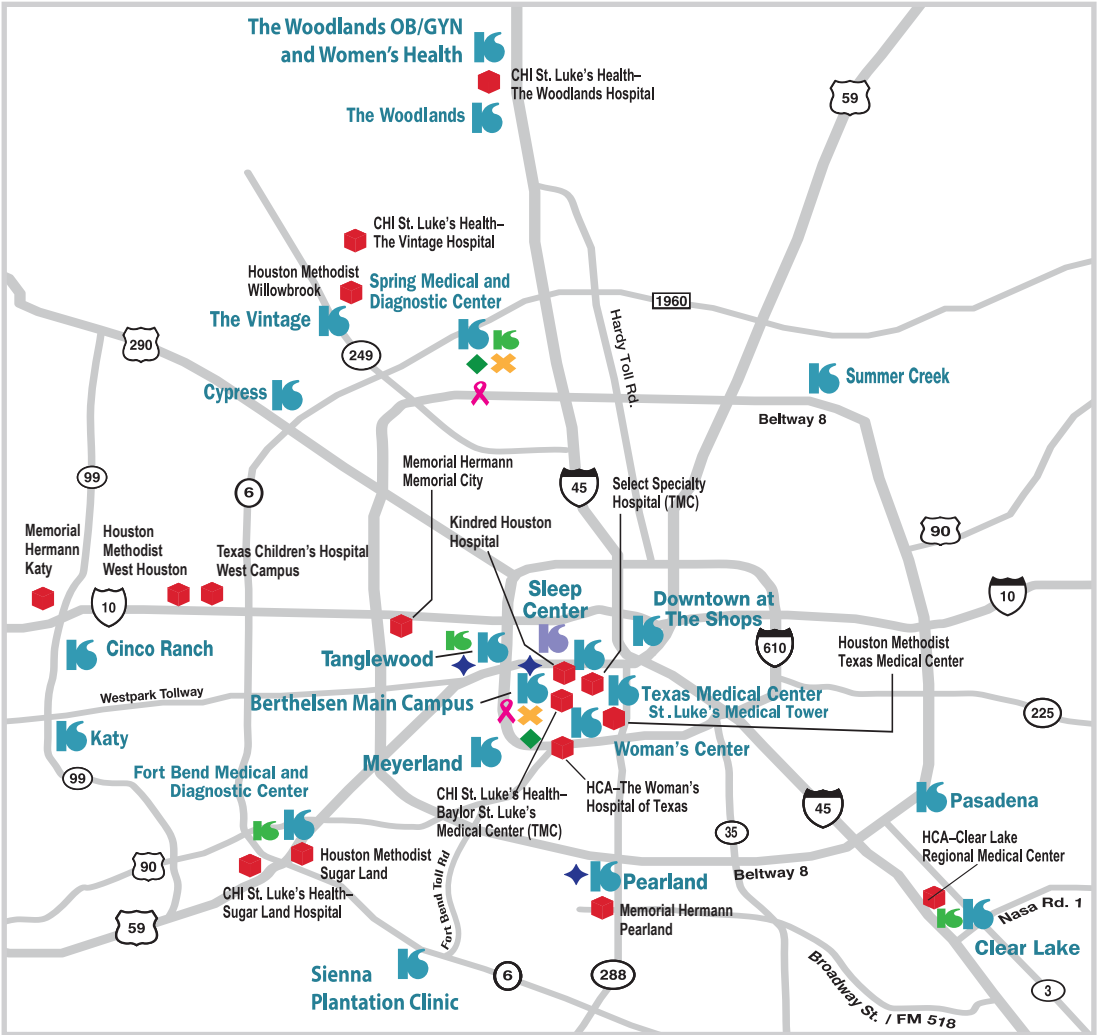 The Woodlands OB/GYN
and Women's Health
CHI St. Luke's Health–
The Woodlands Hospital
The Woodlands
59
CHI St. Luke's Health–
The Vintage Hospital
Houston Methodist
Willowbrook
Spring Medical and
Diagnostic Center
1960
The Vintage
Hardy Toll Rd.
290
249
Cypress
Summer Creek
Beltway 8
Memorial Hermann
Memorial City
99
6
45
Select Specialty
Hospital (TMC)
Kindred Houston
Hospital
90
Memorial
Hermann
Katy
Houston
Methodist
West Houston
Texas Children's Hospital
West Campus
Sleep
Center
Downtown at
The Shops
10
10
610
Houston Methodist
Texas Medical Center
Cinco Ranch
Tanglewood
Westpark Tollway
Berthelsen Main Campus
Texas Medical Center
St. Luke's Medical Tower
225
Katy
Meyerland
Woman's Center
99
Fort Bend Medical and
Diagnostic Center
CHI St. Luke's Health–
Baylor St. Luke's
Medical Center (TMC)
HCA–The Woman's
Hospital of Texas
45
Pasadena
35
HCA–Clear Lake
Regional Medical Center
90
Houston Methodist
Sugar Land
Fort Bend Toll Rd
Beltway 8
Pearland
CHI St. Luke's Health–
Sugar Land Hospital
Memorial Hermann
Pearland
Nasa Rd. 1
59
Clear Lake
Sienna
Plantation Clinic
6
288
Broadway St. / FM 518
3